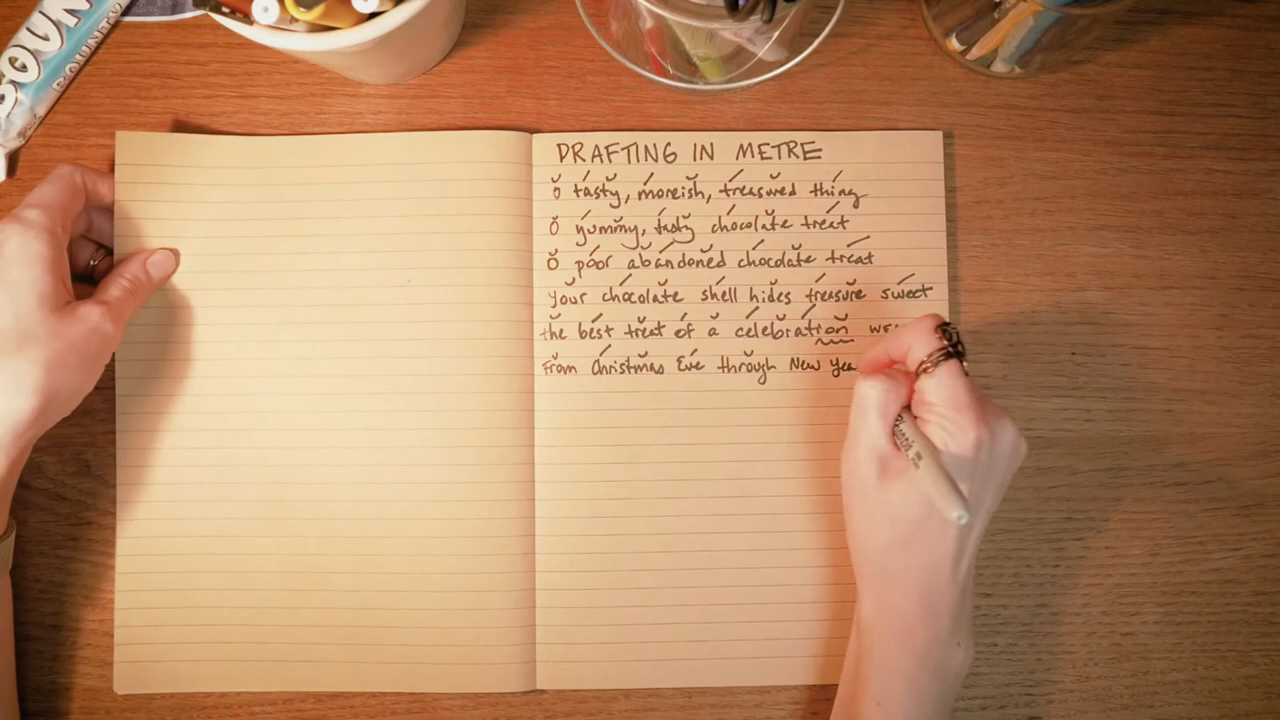 BOUN
BOUNTY
DRAFTING IN METRE
O tasty, moreish, treasured thing
O yummy, tasty chocolate treat
O poor abandoned chocolate treat
Your chocolate shell hides treasure sweet
the best treat of a celebration
From Christmas Eve through New